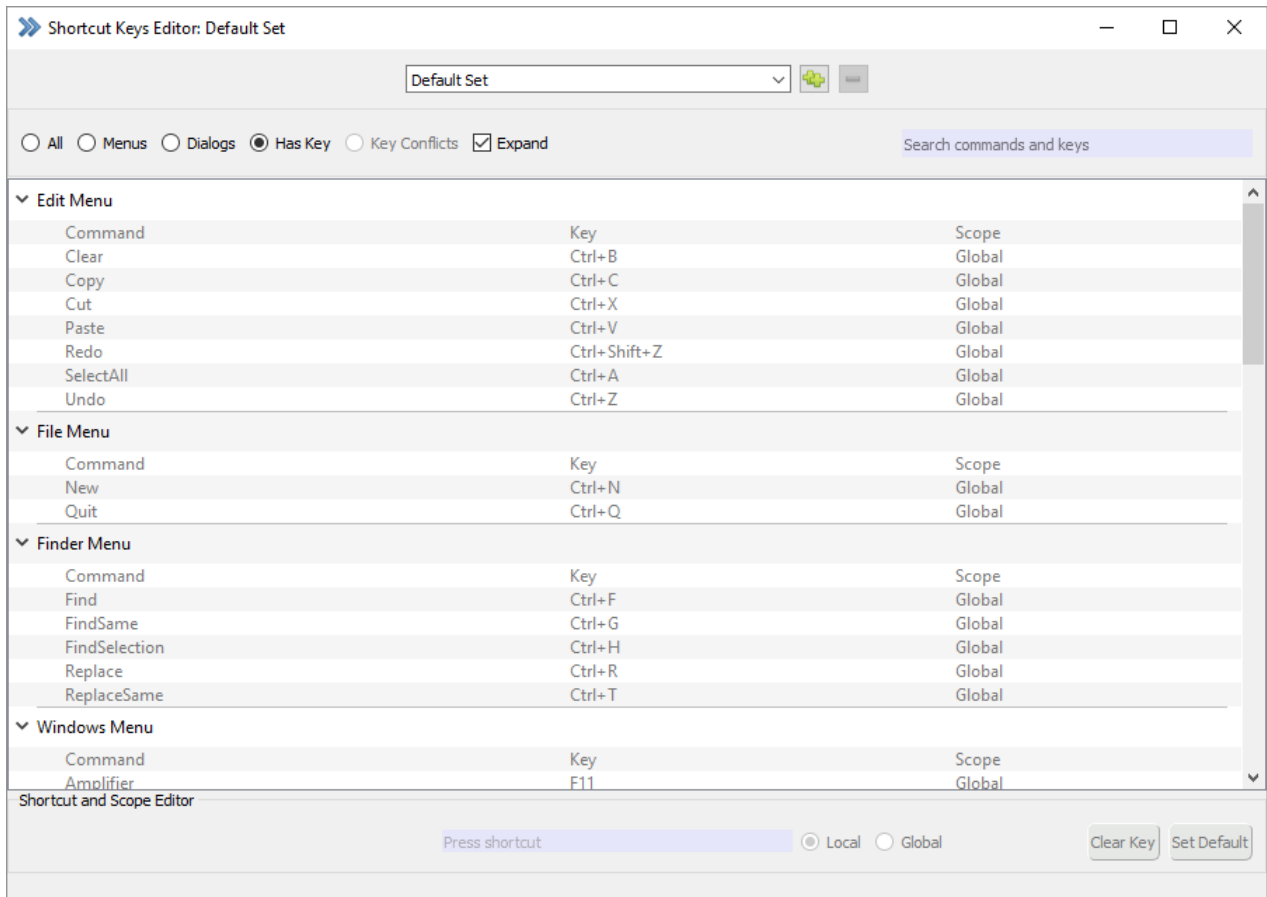 Shortcut Keys Editor: Default Set
Default Set
All Menus Dialogs Has Key Key Conflicts Expand Search commands and keys
Edit Menu
Command Key Scope
Clear Ctrl+B Global
Copy Ctrl+C Global
Cut Ctrl+X Global
Paste Ctrl+V Global
Redo Ctrl+Shift+Z Global
SelectAll Ctrl+A Global
Undo Ctrl+Z Global
File Menu
Command Key Scope
New Ctrl+N Global
Quit Ctrl+Q Global
Finder Menu
Command Key Scope
Find Ctrl+F Global
FindSame Ctrl+G Global
FindSelection Ctrl+H Global
Replace Ctrl+R Global
ReplaceSame Ctrl+T Global
Windows Menu
Command Key Scope
Amplifier F11 Global
Shortcut and Scope Editor
Press shortcut Local Global Clear Key Set Default